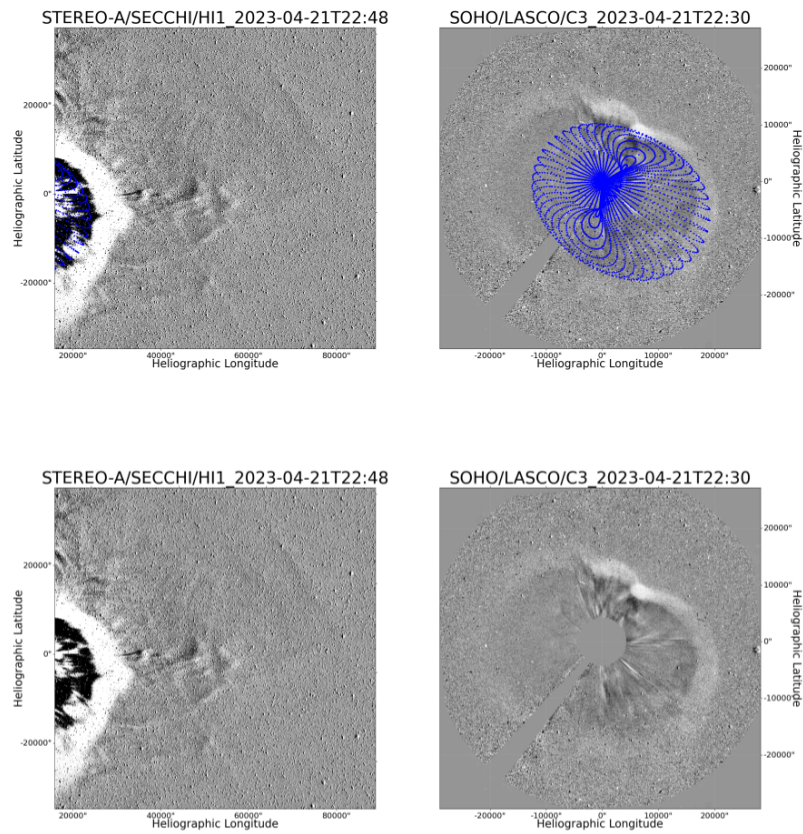 STEREO-A/SECCHI/HI1_2023-04-21T22:48
SOHO/LASCO/C3_2023-04-21T22:30
Heliographic Latitude
20000"
0"
-20000"
20000"
40000"
60000"
80000"
Heliographic Longitude
20000"
10000"
0"
-10000"
-20000"
Heliographic Latitude
-20000"
-10000"
0"
10000"
20000"
Heliographic Longitude
STEREO-A/SECCHI/HI1_2023-04-21T22:48
SOHO/LASCO/C3_2023-04-21T22:30
Heliographic Latitude
20000"
0"
-20000"
20000"
40000"
60000"
80000"
Heliographic Longitude
20000"
10000"
0"
-10000"
-20000"
Heliographic Latitude
-20000"
-10000"
0"
10000"
20000"
Heliographic Longitude